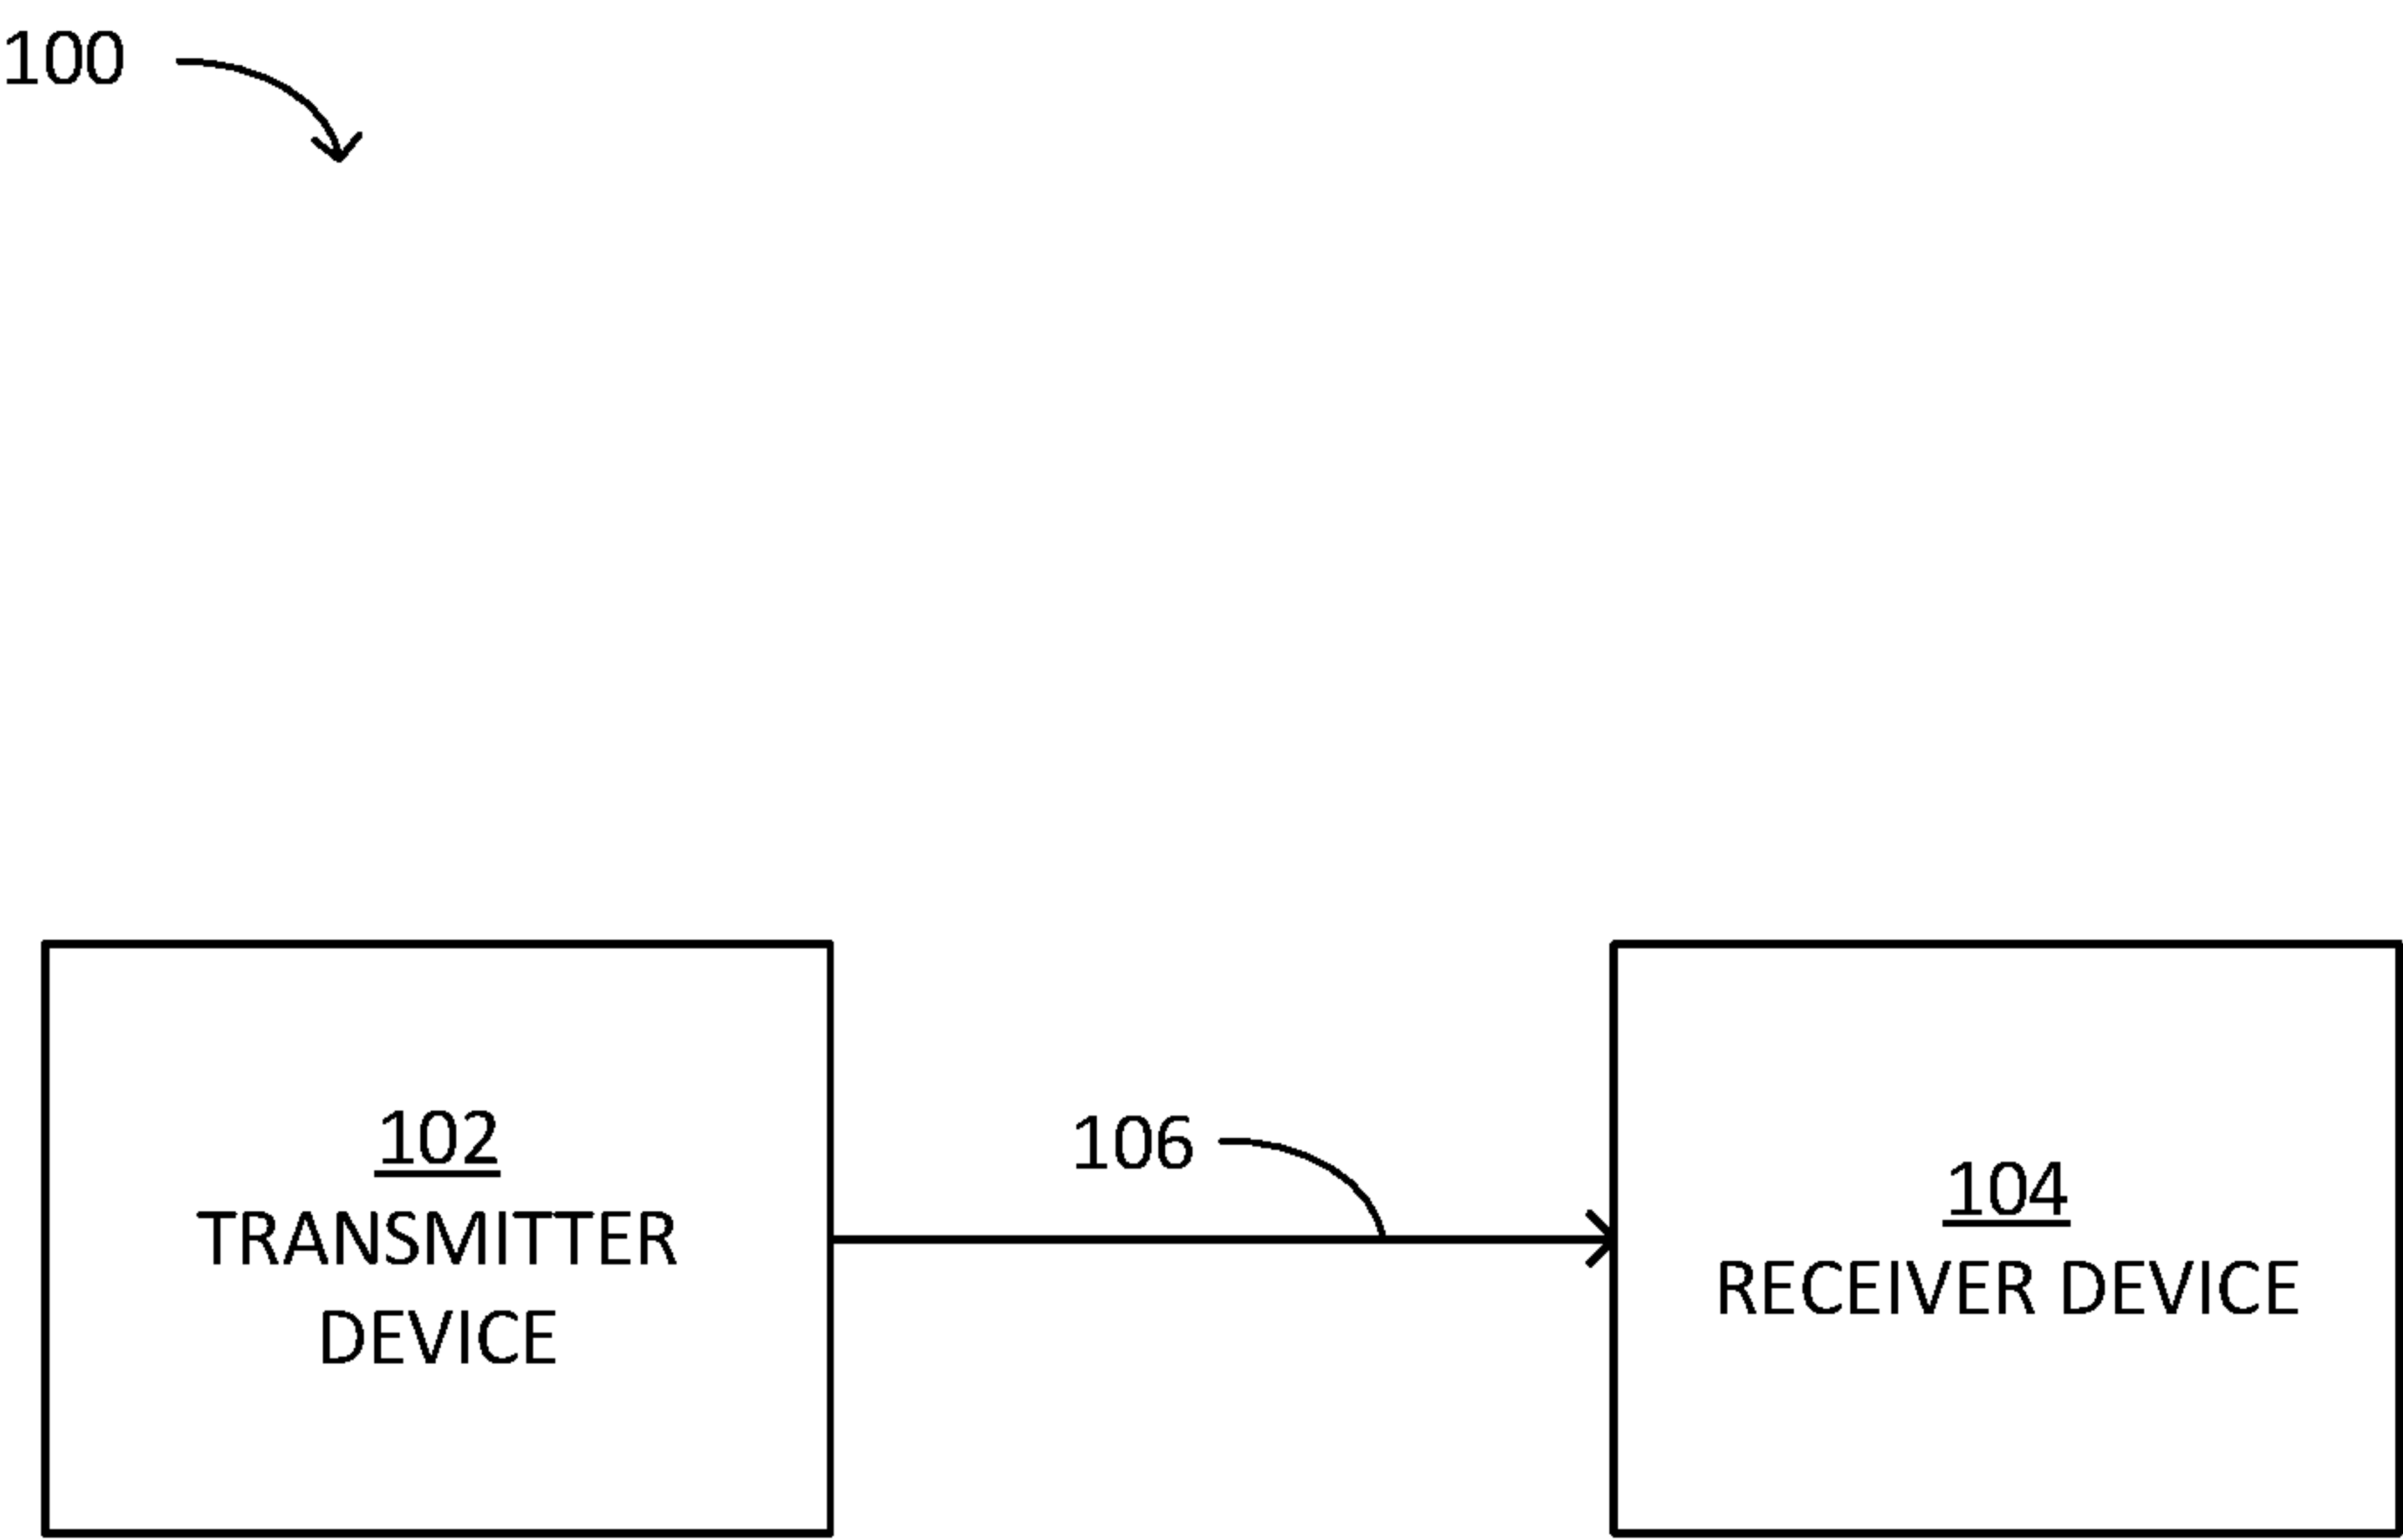 100
102
TRANSMITTER
DEVICE
106
104
RECEIVER DEVICE